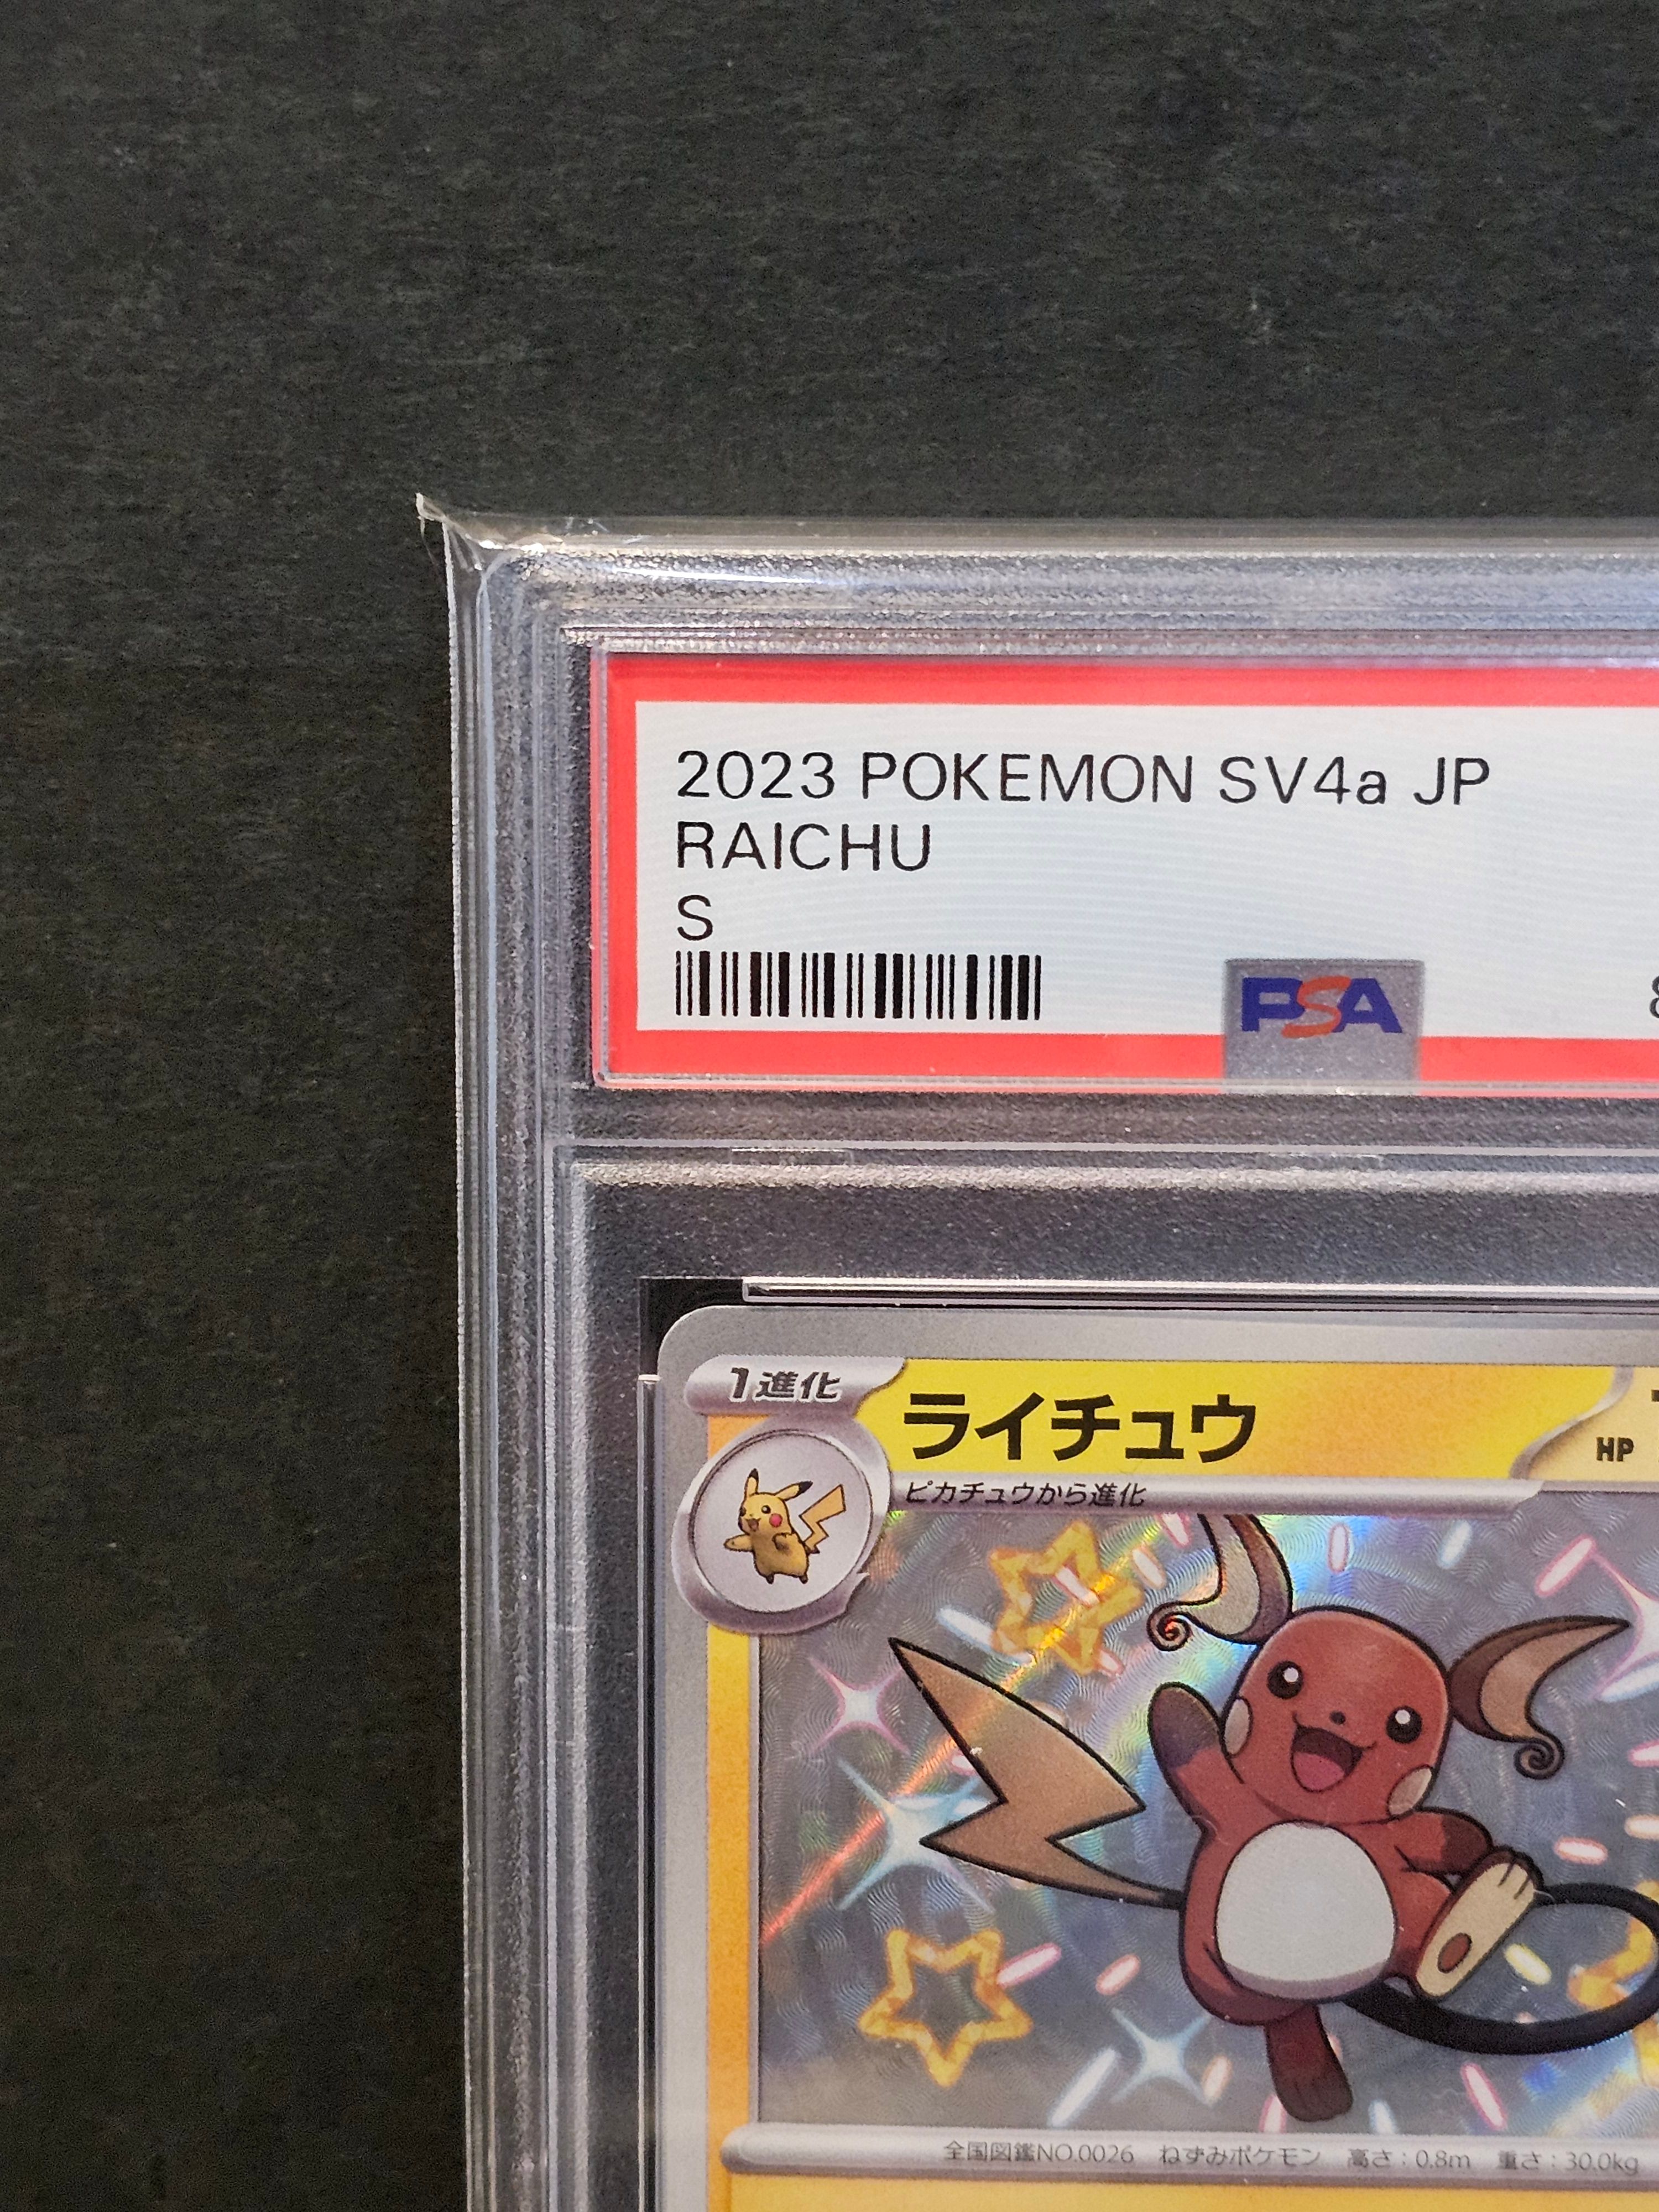 2023 POKEMON SV4a JP
RAICHU
S
PSA
1進化
ライチュウ
HP
ピカチュウから進化
全国図鑑NO.0026 ねずみポケモン 高さ:0.8m 重さ:30.0kg